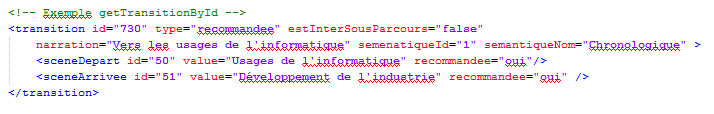 <!-- Exemple getTransitionById -->
<transition id="730" type="recommandee" estInterSousParcours="false"
narration="Vers les usages de l'informatique" semenatiqueId="1" semantiqueNom="Chronologique" >
<sceneDepart id="50" value="Usages de l'informatique" recommandee="oui"/>
<sceneArrivee id="51" value="Développement de l'industrie" recommandee="oui" />
</transition>